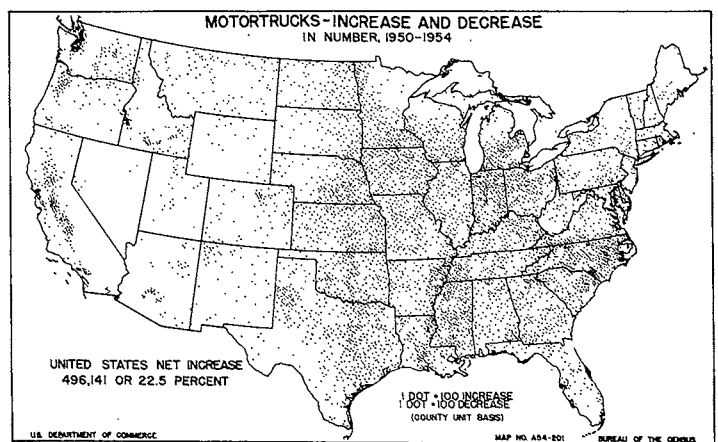 MOTORTRUCKS-INCREASE AND DECREASE
IN NUMBER, 1950-1954
UNITED STATES NET INCREASE
496,141 OR 22.5 PERCENT
1 DOT = 100 INCREASE
1 DOT = 100 DECREASE
(COUNTY UNIT BASIS)
U.S. DEPARTMENT OF COMMERCE
MAP NO. A54-201
BUREAU OF THE CENSUS